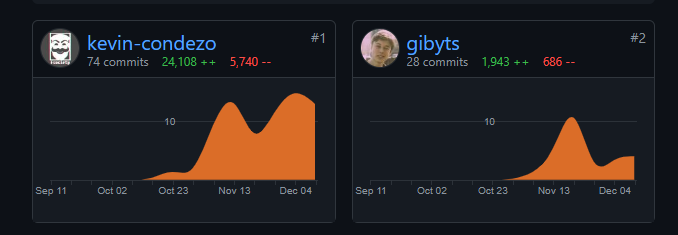 kevin-condezo #1
74 commits 24,108 ++ 5,740 --
10
Sep 11 Oct 02 Oct 23 Nov 13 Dec 04
gibyts #2
28 commits 1,943 ++ 686 --
10
Sep 11 Oct 02 Oct 23 Nov 13 Dec 04